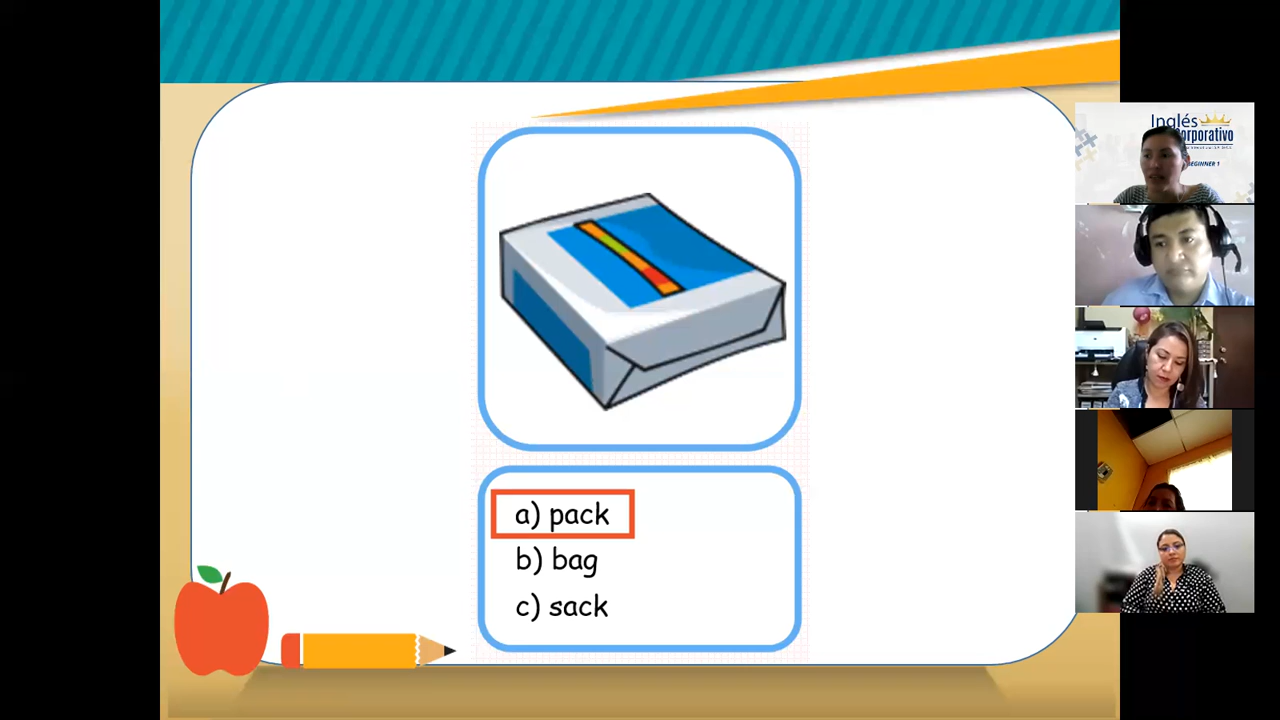 a) pack
b) bag
c) sack
Inglés
Corporativo
BEGINNER 1